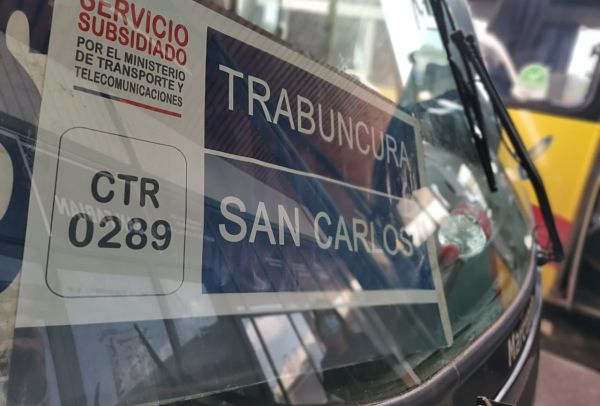 SERVICIO
SUBSIDIADO
POR EL MINISTERIO
DE TRANSPORTE Y
TELECOMUNICACIONES
TRABUNCURA
CTR
0289
SAN CARLOS